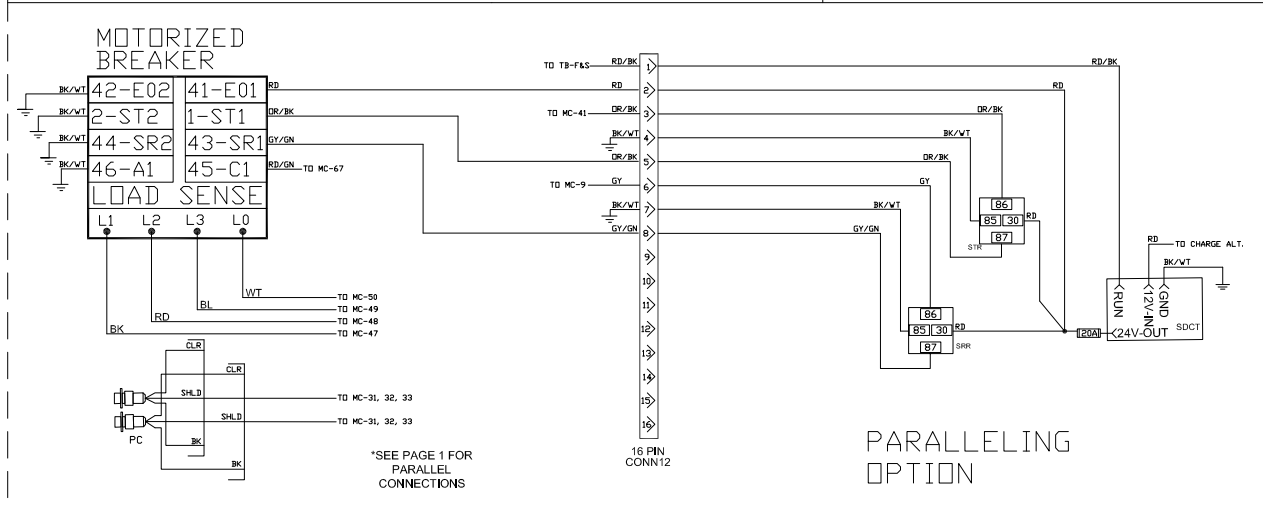 MOTORIZED
BREAKER
BK/WT 42-E02 41-E01 RD
BK/WT 2-ST2 1-ST1 OR/BK
BK/WT 44-SR2 43-SR1 GY/GN
BK/WT 46-A1 45-C1 RD/GN TO MC-67
LOAD SENSE
L1 L2 L3 L0
WT TO MC-50
BL TO MC-49
RD TO MC-48
BK TO MC-47
CLR
CLR
SHLD TO MC-31, 32, 33
SHLD TO MC-31, 32, 33
PC
BK
BK
*SEE PAGE 1 FOR
PARALLEL
CONNECTIONS
TO TB-F&S RD/BK 1 RD/BK
RD 2 RD
TO MC-41 OR/BK 3 OR/BK
BK/WT 4 BK/WT
OR/BK 5 OR/BK
TO MC-9 GY 6 GY
BK/WT 7 BK/WT
GY/GN 8 GY/GN
9
10
11
12
13
14
15
16
16 PIN
CONN12
86
85 30 RD
87
STR
86
85 30 RD
87
SRR
RD TO CHARGE ALT.
BK/WT
RUN
12V-IN
GND
SDCT
20A
24V-OUT
PARALLELING
OPTION